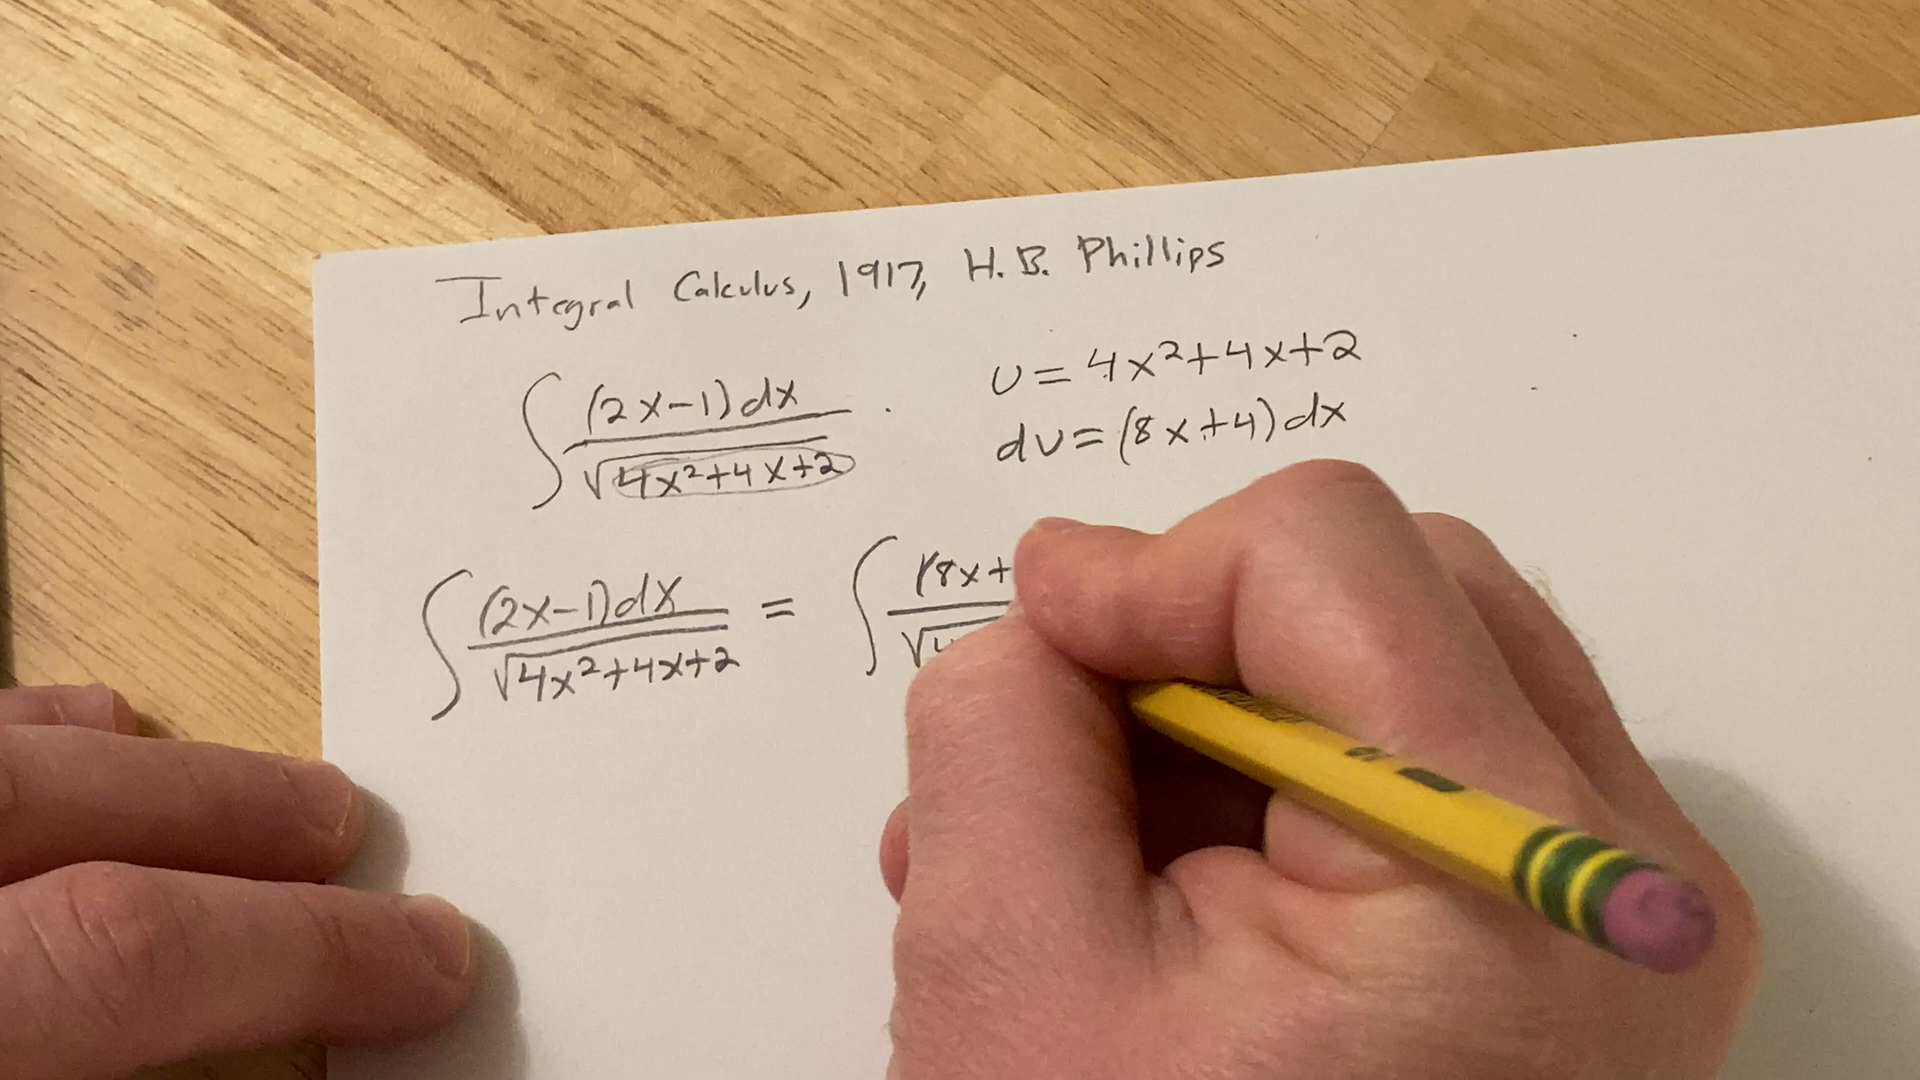 Integral Calculus, 1917, H.B. Phillips
∫ (2x-1)dx / √4x²+4x+2 .
u = 4x²+4x+2
du = (8x+4)dx
∫ (2x-1)dx / √4x²+4x+2 = ∫ (8x+ / √4